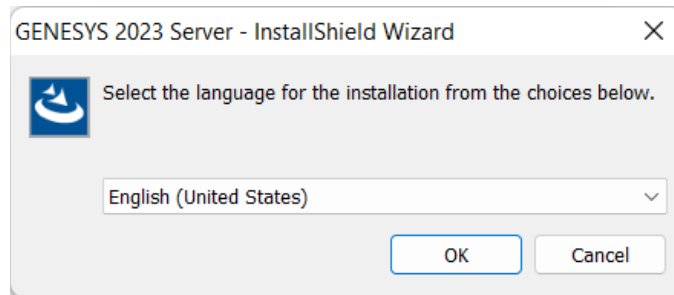 GENESYS 2023 Server - InstallShield Wizard
Select the language for the installation from the choices below.
English (United States)
OK
Cancel